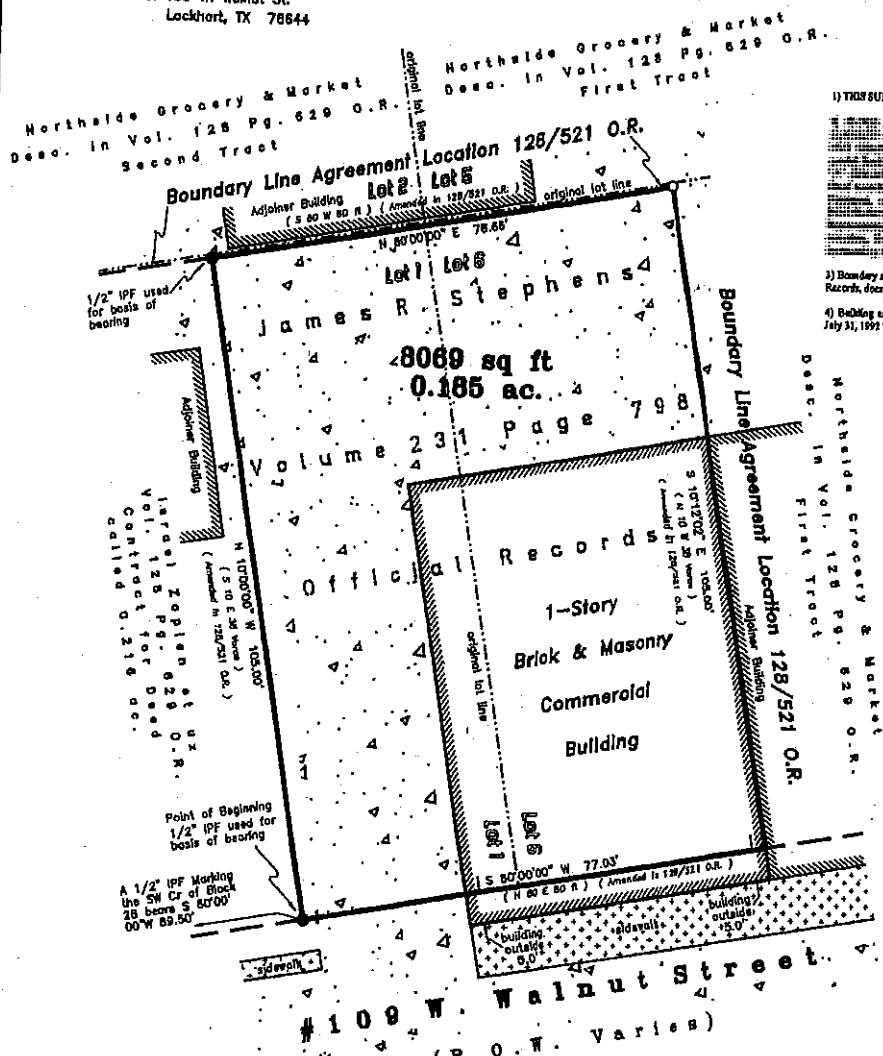 Lockhart, TX 78644
Northside Grocery & Market
Desc. in Vol. 128 Pg. 629 O.R.
Second Tract
original lot line
Northside Grocery & Market
Desc. in Vol. 128 Pg. 629 O.R.
First Tract
1) THIS SU
Boundary Line Agreement Location 128/521 O.R.
Adjoiner Building
Lot 2
Lot 5
( S 80 W 80 ft ) ( Amended in 128/521 O.R. )
original lot line
N 80°00'00" E 76.66'
Lot 1
Lot 6
1/2" IPF used
for basis of
bearing
James R. Stephens
3) Boundary
Records, doc
4) Building
July 31, 1992
8069 sq ft
0.185 ac.
Volume 231 Page 798
Official Records
Adjoiner Building
Israel Zapien et ux
Vol. 128 Pg. 629 O.R.
Contract for Deed
called 0.216 ac.
N 10°00'00" W 105.00'
( S 10 E 38 varas )
( Amended in 128/521 O.R. )
S 10°12'02" E 105.00'
( N 10 W 38 varas )
( Amended in 128/521 O.R. )
Boundary Line Agreement Location 128/521 O.R.
Adjoiner Building
Northside Grocery & Market
Desc. in Vol. 128 Pg. 629 O.R.
First Tract
original lot line
1-Story
Brick & Masonry
Commercial
Building
Lot 1
Lot 6
Point of Beginning
1/2" IPF used for
basis of bearing
A 1/2" IPF Marking
the SW Cr of Block
28 bears S 80°00'
00"W 89.50'
S 80°00'00" W 77.03'
( N 80 E 80 ft ) ( Amended in 128/521 O.R. )
building
outside
sidewalk
building
outside
sidewalk
#109 W. Walnut Street
R.O.W. Varies)